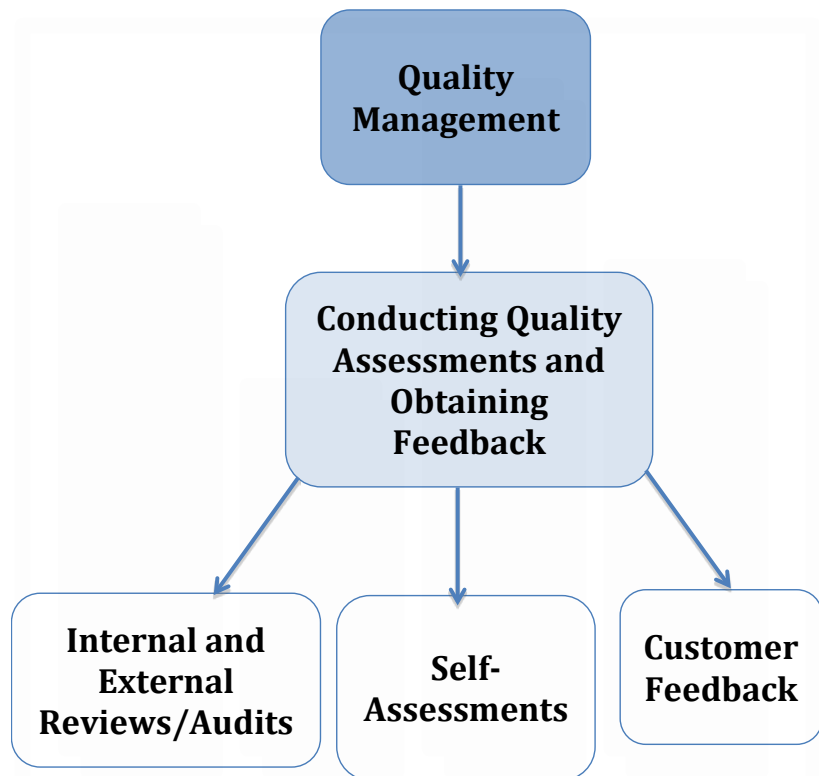 Quality
Management
Conducting Quality
Assessments and
Obtaining
Feedback
Internal and
External
Reviews/Audits
Self-
Assessments
Customer
Feedback